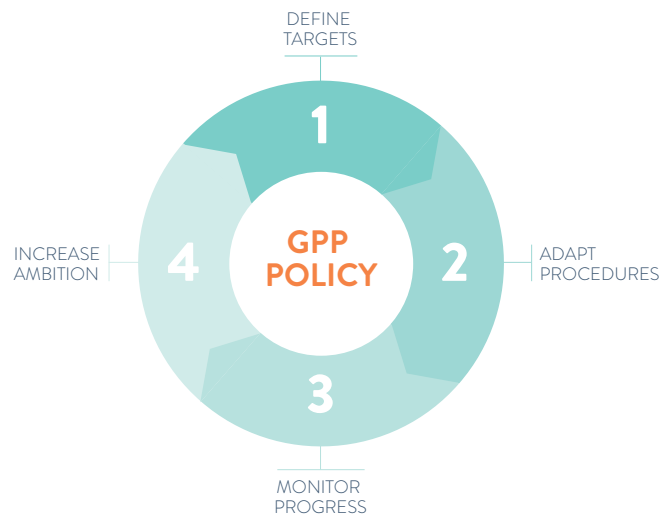 DEFINE
TARGETS
1
GPP
POLICY
2
ADAPT
PROCEDURES
3
MONITOR
PROGRESS
4
INCREASE
AMBITION